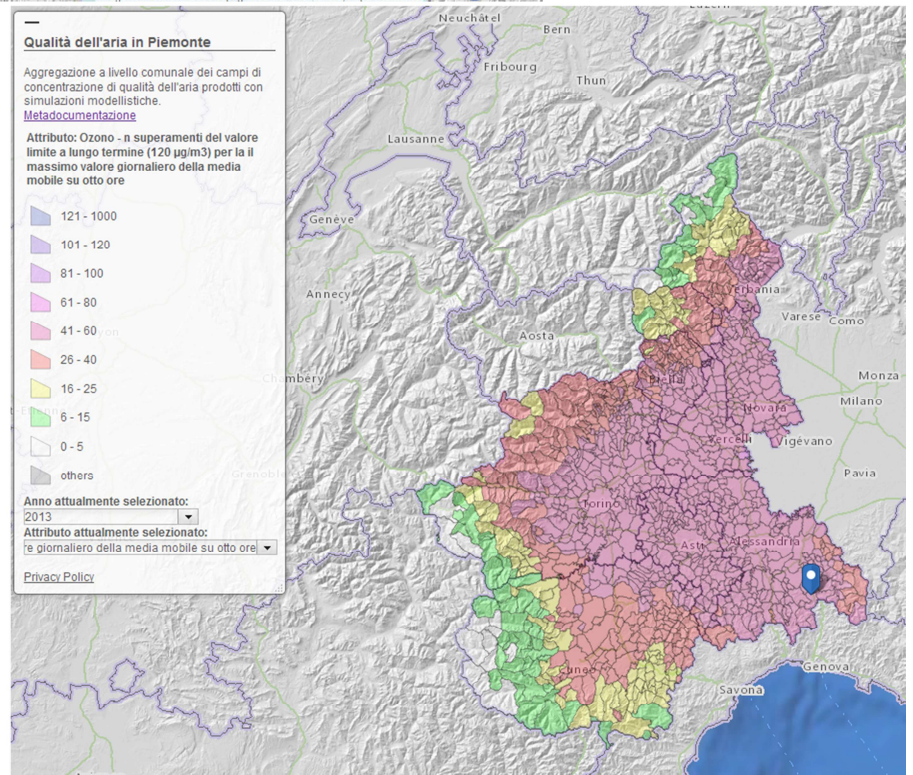 Qualità dell'aria in Piemonte
Aggregazione a livello comunale dei campi di
concentrazione di qualità dell'aria prodotti con
simulazioni modellistiche.
Metadocumentazione
Attributo: Ozono - n superamenti del valore
limite a lungo termine (120 µg/m3) per la il
massimo valore giornaliero della media
mobile su otto ore
121 - 1000
101 - 120
81 - 100
61 - 80
41 - 60
26 - 40
16 - 25
6 - 15
0 - 5
others
Anno attualmente selezionato:
2013
Attributo attualmente selezionato:
re giornaliero della media mobile su otto ore
Privacy Policy
Neuchâtel
Bern
Fribourg
Thun
Lausanne
Genève
Annecy
Verbania
Varese
Como
Aosta
Chambéry
Biella
Monza
Milano
Novara
Vercelli
Vigévano
Pavia
Grenoble
Torino
Asti
Alessandria
Cuneo
Genova
Savona